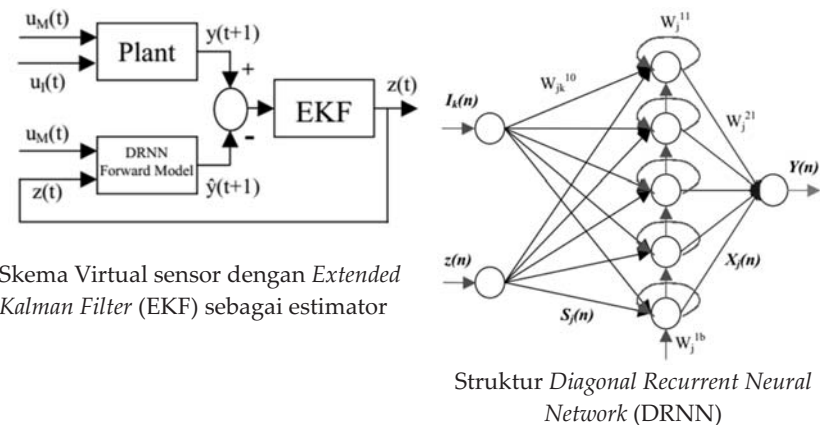 u_M(t)
u_I(t)
Plant
y(t+1)
+
-
EKF
z(t)
u_M(t)
z(t)
DRNN
Forward Model
ŷ(t+1)
Skema Virtual sensor dengan Extended
Kalman Filter (EKF) sebagai estimator
W_j^11
W_jk^10
I_k(n)
W_j^21
Y(n)
z(n)
X_j(n)
S_j(n)
W_j^1b
Struktur Diagonal Recurrent Neural
Network (DRNN)